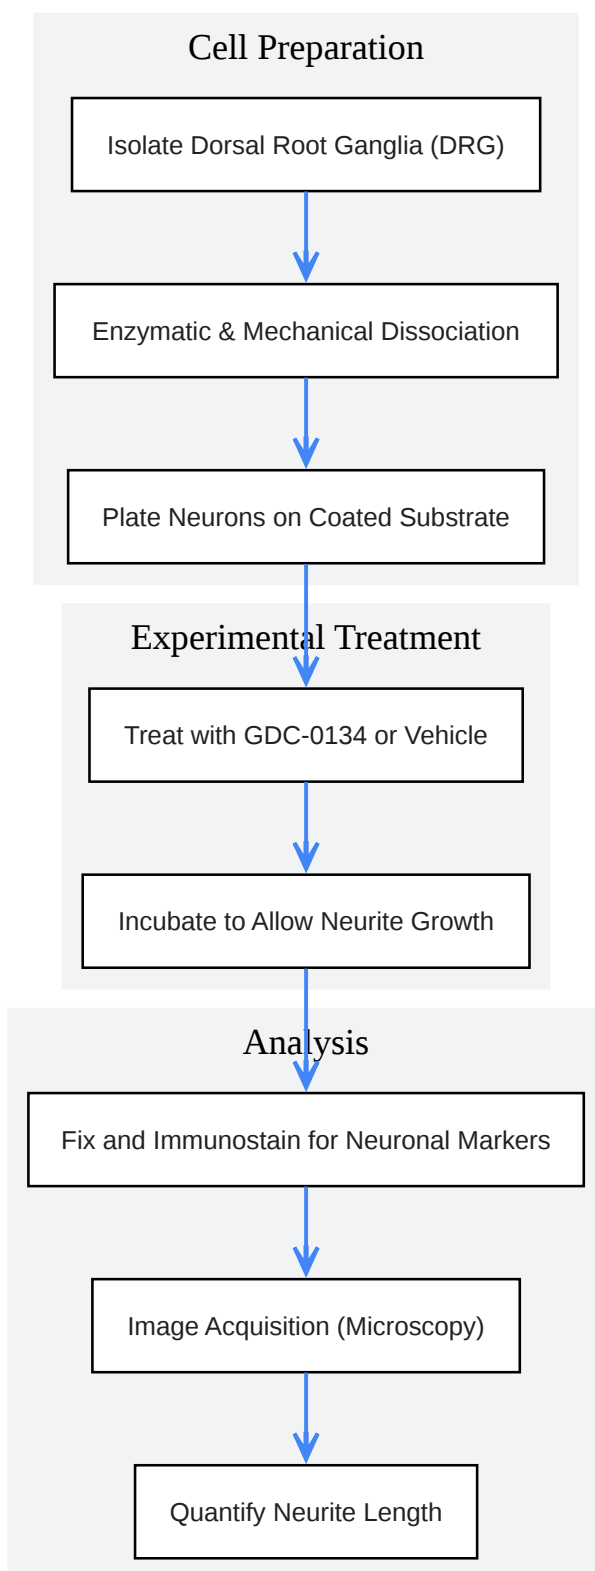 Cell Preparation
Isolate Dorsal Root Ganglia (DRG)
Enzymatic & Mechanical Dissociation
Plate Neurons on Coated Substrate
Experimental Treatment
Treat with GDC-0134 or Vehicle
Incubate to Allow Neurite Growth
Analysis
Fix and Immunostain for Neuronal Markers
Image Acquisition (Microscopy)
Quantify Neurite Length